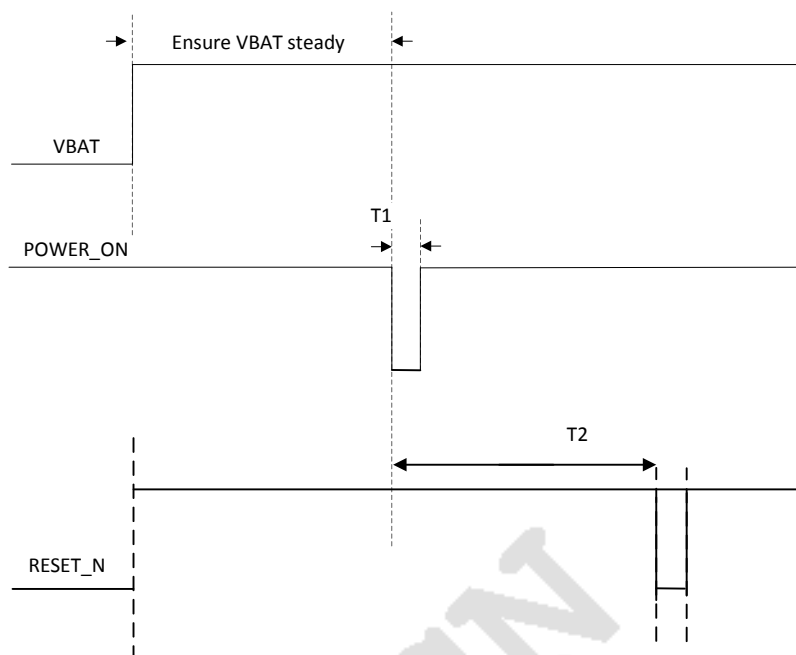 Ensure VBAT steady
VBAT
T1
POWER_ON
T2
RESET_N